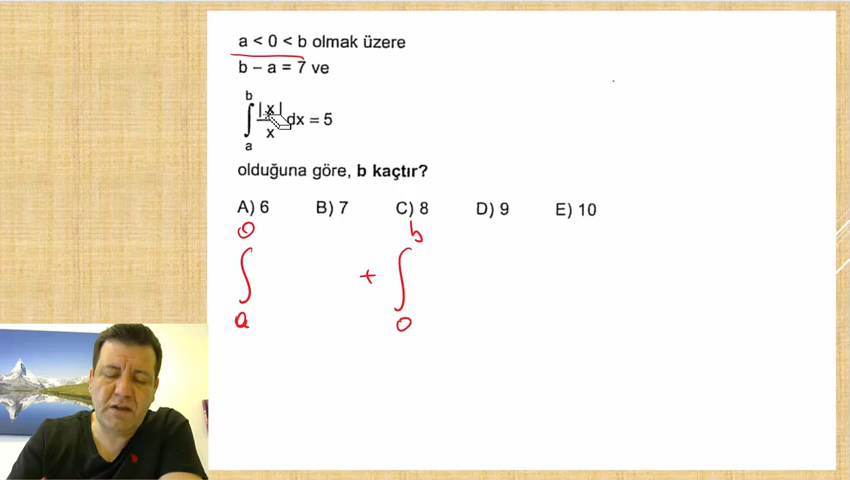 a < 0 < b olmak üzere
b – a = 7 ve
b
∫ |x|/x dx = 5
a
olduğuna göre, b kaçtır?
A) 6 B) 7 C) 8 D) 9 E) 10
0 b
∫ + ∫
a 0